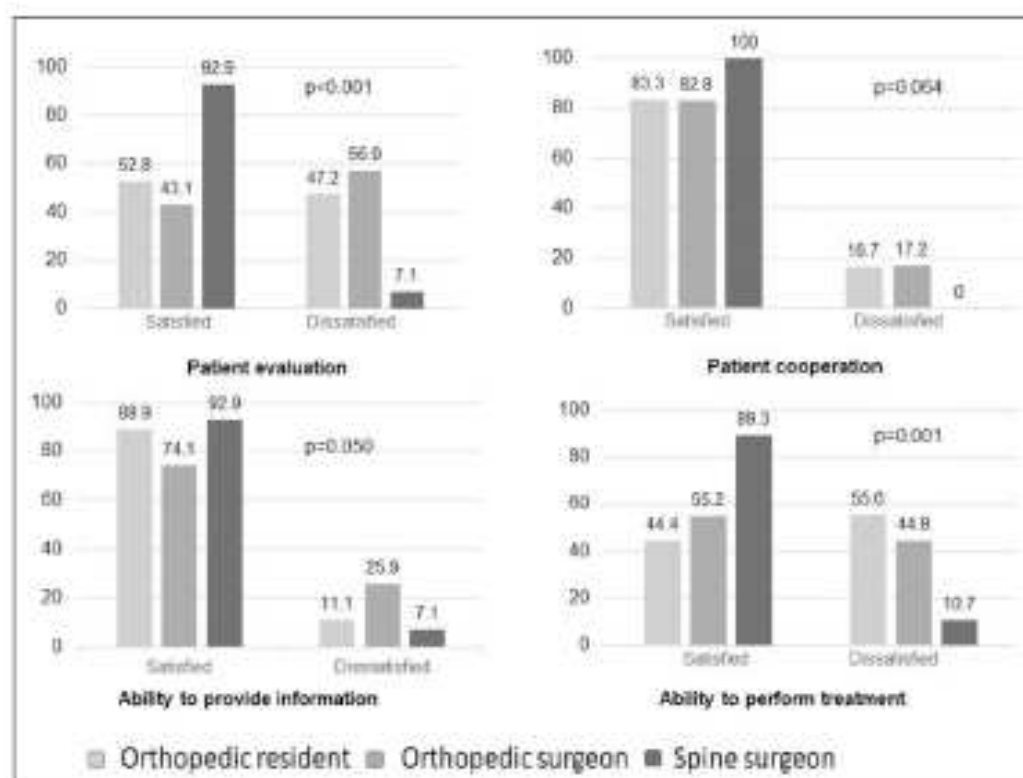 100
80
60
40
20
0
92.9
52.8
43.1
p<0.001
47.2
56.9
7.1
Satisfied
Dissatisfied
Patient evaluation
100
80
60
40
20
0
83.3
82.8
100
p=0.064
16.7
17.2
0
Satisfied
Dissatisfied
Patient cooperation
100
80
60
40
20
0
88.9
74.1
92.9
p=0.050
11.1
25.9
7.1
Satisfied
Dissatisfied
Ability to provide information
100
80
60
40
20
0
44.4
55.2
89.3
p=0.001
55.6
44.8
10.7
Satisfied
Dissatisfied
Ability to perform treatment
Orthopedic resident Orthopedic surgeon Spine surgeon